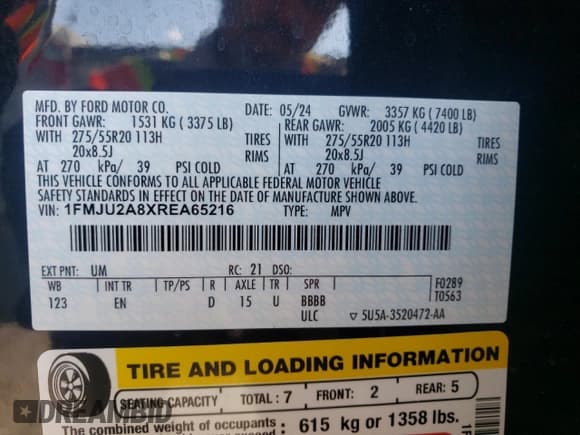 MFD. BY FORD MOTOR CO.
DATE: 05/24 GVWR: 3357 KG ( 7400 LB)
FRONT GAWR: 1531 KG ( 3375 LB)
REAR GAWR: 2005 KG ( 4420 LB)
WITH 275/55R20 113H TIRES
WITH 275/55R20 113H TIRES
20x8.5J RIMS
20x8.5J RIMS
AT 270 kPa/ 39 PSI COLD
AT 270 kPa/ 39 PSI COLD
THIS VEHICLE CONFORMS TO ALL APPLICABLE FEDERAL MOTOR VEHICLE
SAFETY STANDARDS IN EFFECT ON THE DATE OF MANUFACTURE SHOWN ABOVE.
VIN: 1FMJU2A8XREA65216 TYPE: MPV
EXT PNT: UM RC: 21 DSO:
WB INT TR TP/PS R AXLE TR SPR
123 EN D 15 U BBBB
ULC
F0289
T0563
▽ 5U5A-3520472-AA
TIRE AND LOADING INFORMATION
SEATING CAPACITY TOTAL : 7 FRONT: 2 REAR: 5
The combined weight of occupants : 615 kg or 1358 lbs.
DREAMBID